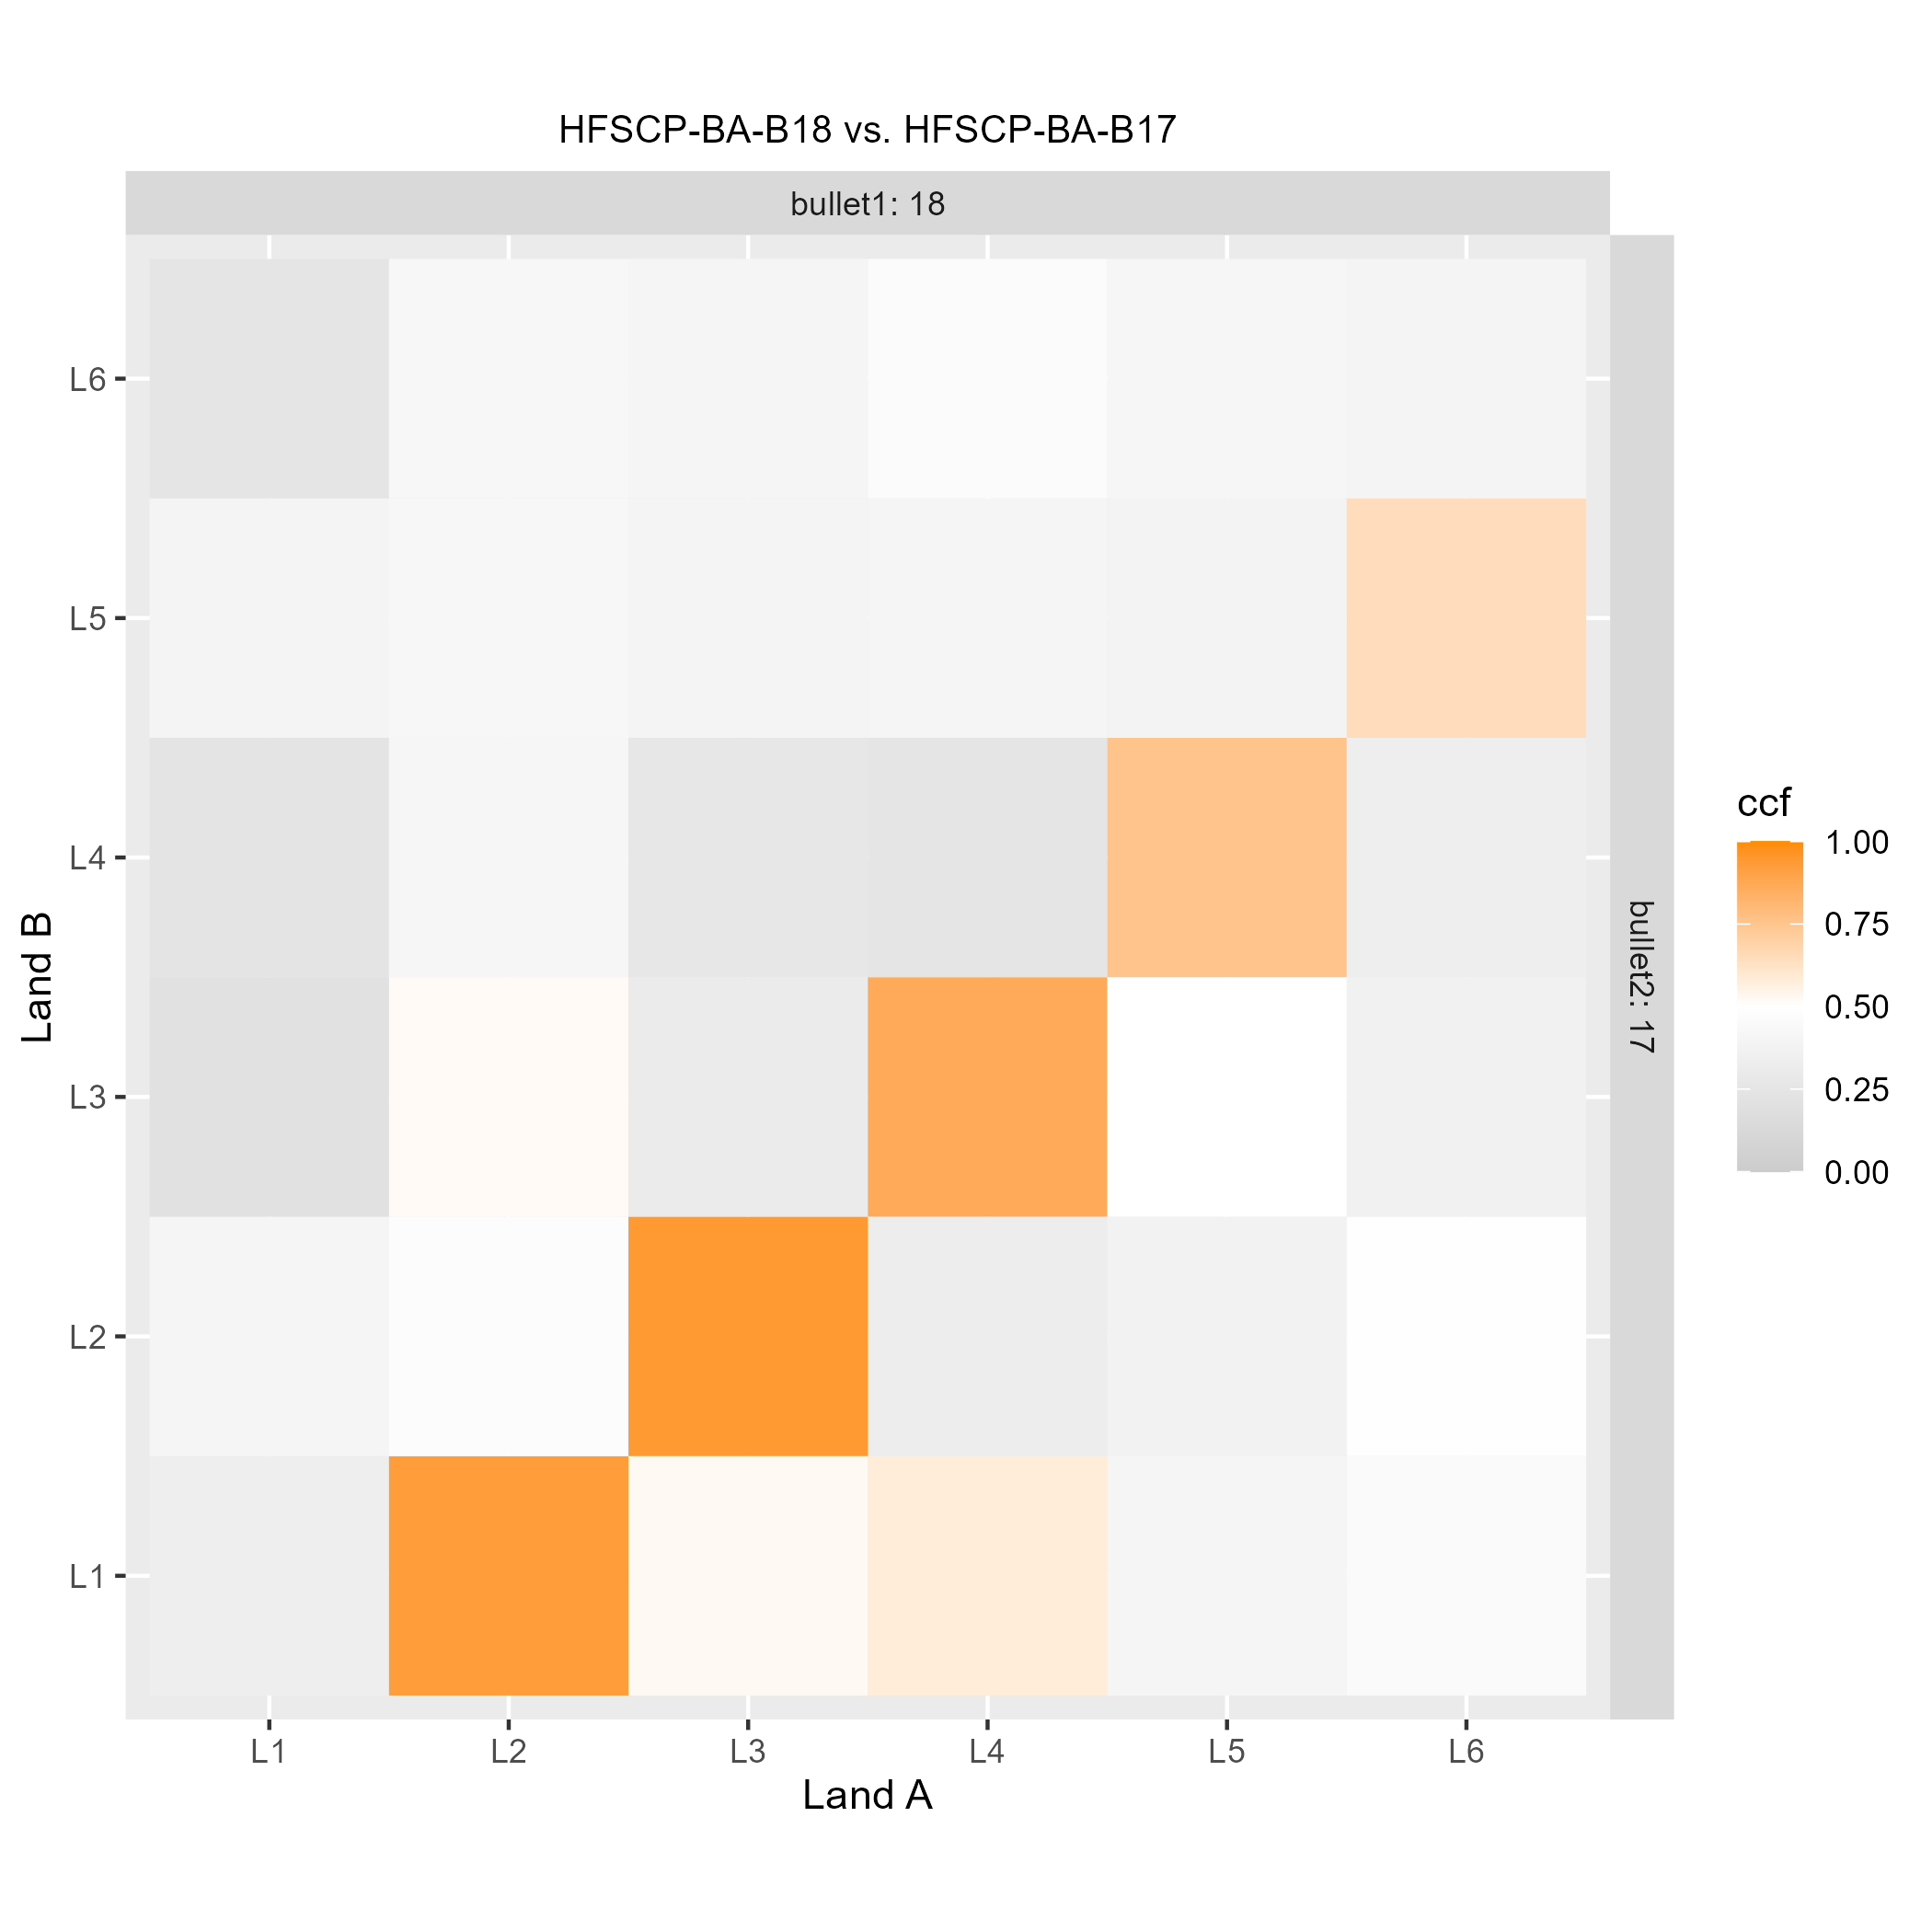 HFSCP-BA-B18 vs. HFSCP-BA-B17
bullet1: 18
bullet2: 17
Land B
L6
L5
L4
L3
L2
L1
L1 L2 L3 L4 L5 L6
Land A
ccf
1.00
0.75
0.50
0.25
0.00